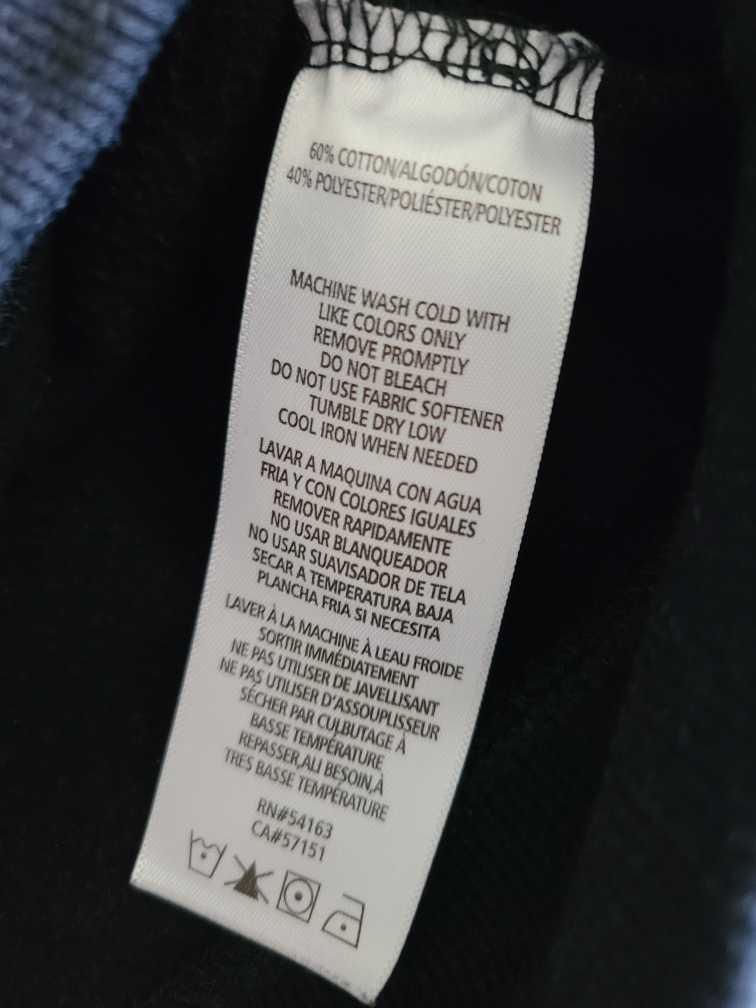 60% COTTON/ALGODÓN/COTON
40% POLYESTER/POLIÉSTER/POLYESTER
MACHINE WASH COLD WITH
LIKE COLORS ONLY
REMOVE PROMPTLY
DO NOT BLEACH
DO NOT USE FABRIC SOFTENER
TUMBLE DRY LOW
COOL IRON WHEN NEEDED
LAVAR A MAQUINA CON AGUA
FRIA Y CON COLORES IGUALES
REMOVER RAPIDAMENTE
NO USAR BLANQUEADOR
NO USAR SUAVISADOR DE TELA
SECAR A TEMPERATURA BAJA
PLANCHA FRIA SI NECESITA
LAVER À LA MACHINE À LEAU FROIDE
SORTIR IMMÉDIATEMENT
NE PAS UTILISER DE JAVELLISANT
NE PAS UTILISER D'ASSOUPLISSEUR
SÉCHER PAR CULBUTAGE À
BASSE TEMPÉRATURE
REPASSER,ALI BESOIN,À
TRES BASSE TEMPÉRATURE
RN#54163
CA#57151